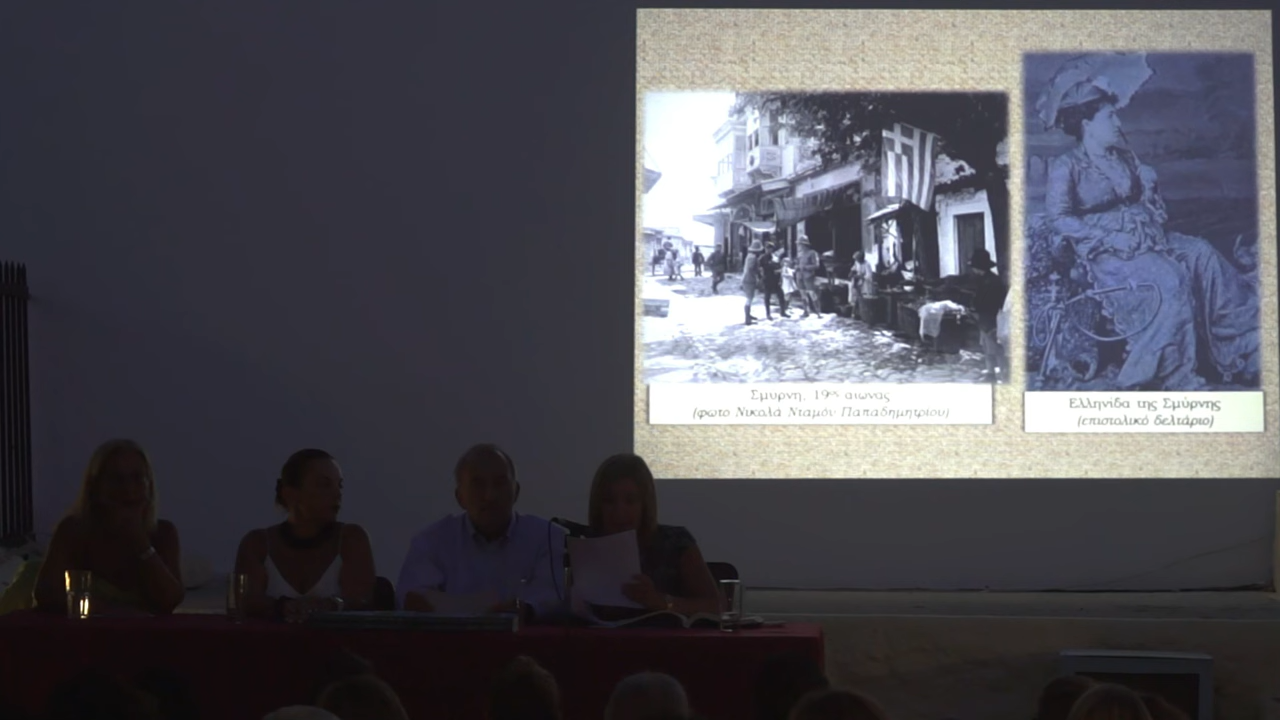 Σμύρνη, 19ος αιώνας
(φωτο Νικολά Νταμόν Παπαδημητρίου)
Ελληνίδα της Σμύρνης
(επιστολικό δελτάριο)